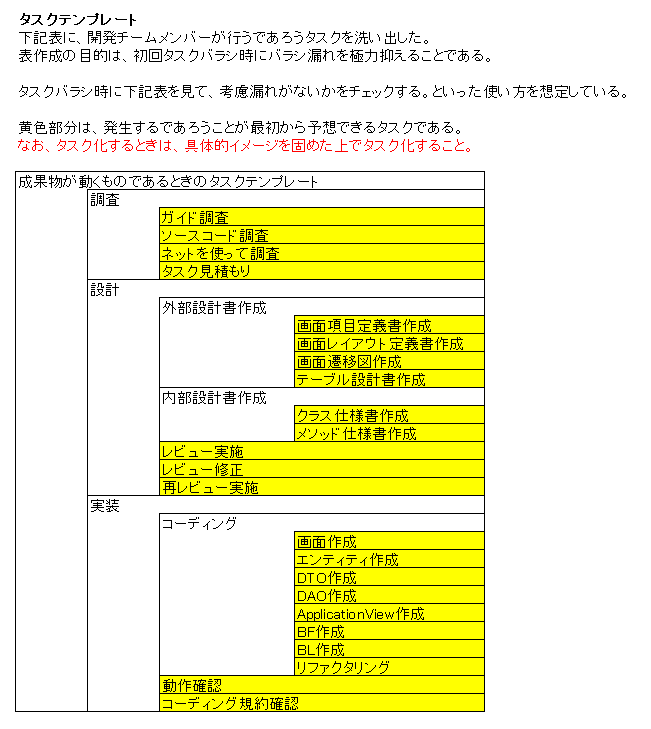 タスクテンプレート
下記表に、開発チームメンバーが行うであろうタスクを洗い出した。
表作成の目的は、初回タスクバラシ時にバラシ漏れを極力抑えることである。
タスクバラシ時に下記表を見て、考慮漏れがないかをチェックする。といった使い方を想定している。
黄色部分は、発生するであろうことが最初から予想できるタスクである。
なお、タスク化するときは、具体的イメージを固めた上でタスク化すること。
成果物が動くものであるときのタスクテンプレート
調査
ガイド調査
ソースコード調査
ネットを使って調査
タスク見積もり
設計
外部設計書作成
画面項目定義書作成
画面レイアウト定義書作成
画面遷移図作成
テーブル設計書作成
内部設計書作成
クラス仕様書作成
メソッド仕様書作成
レビュー実施
レビュー修正
再レビュー実施
実装
コーディング
画面作成
エンティティ作成
DTO作成
DAO作成
ApplicationView作成
BF作成
BL作成
リファクタリング
動作確認
コーディング規約確認